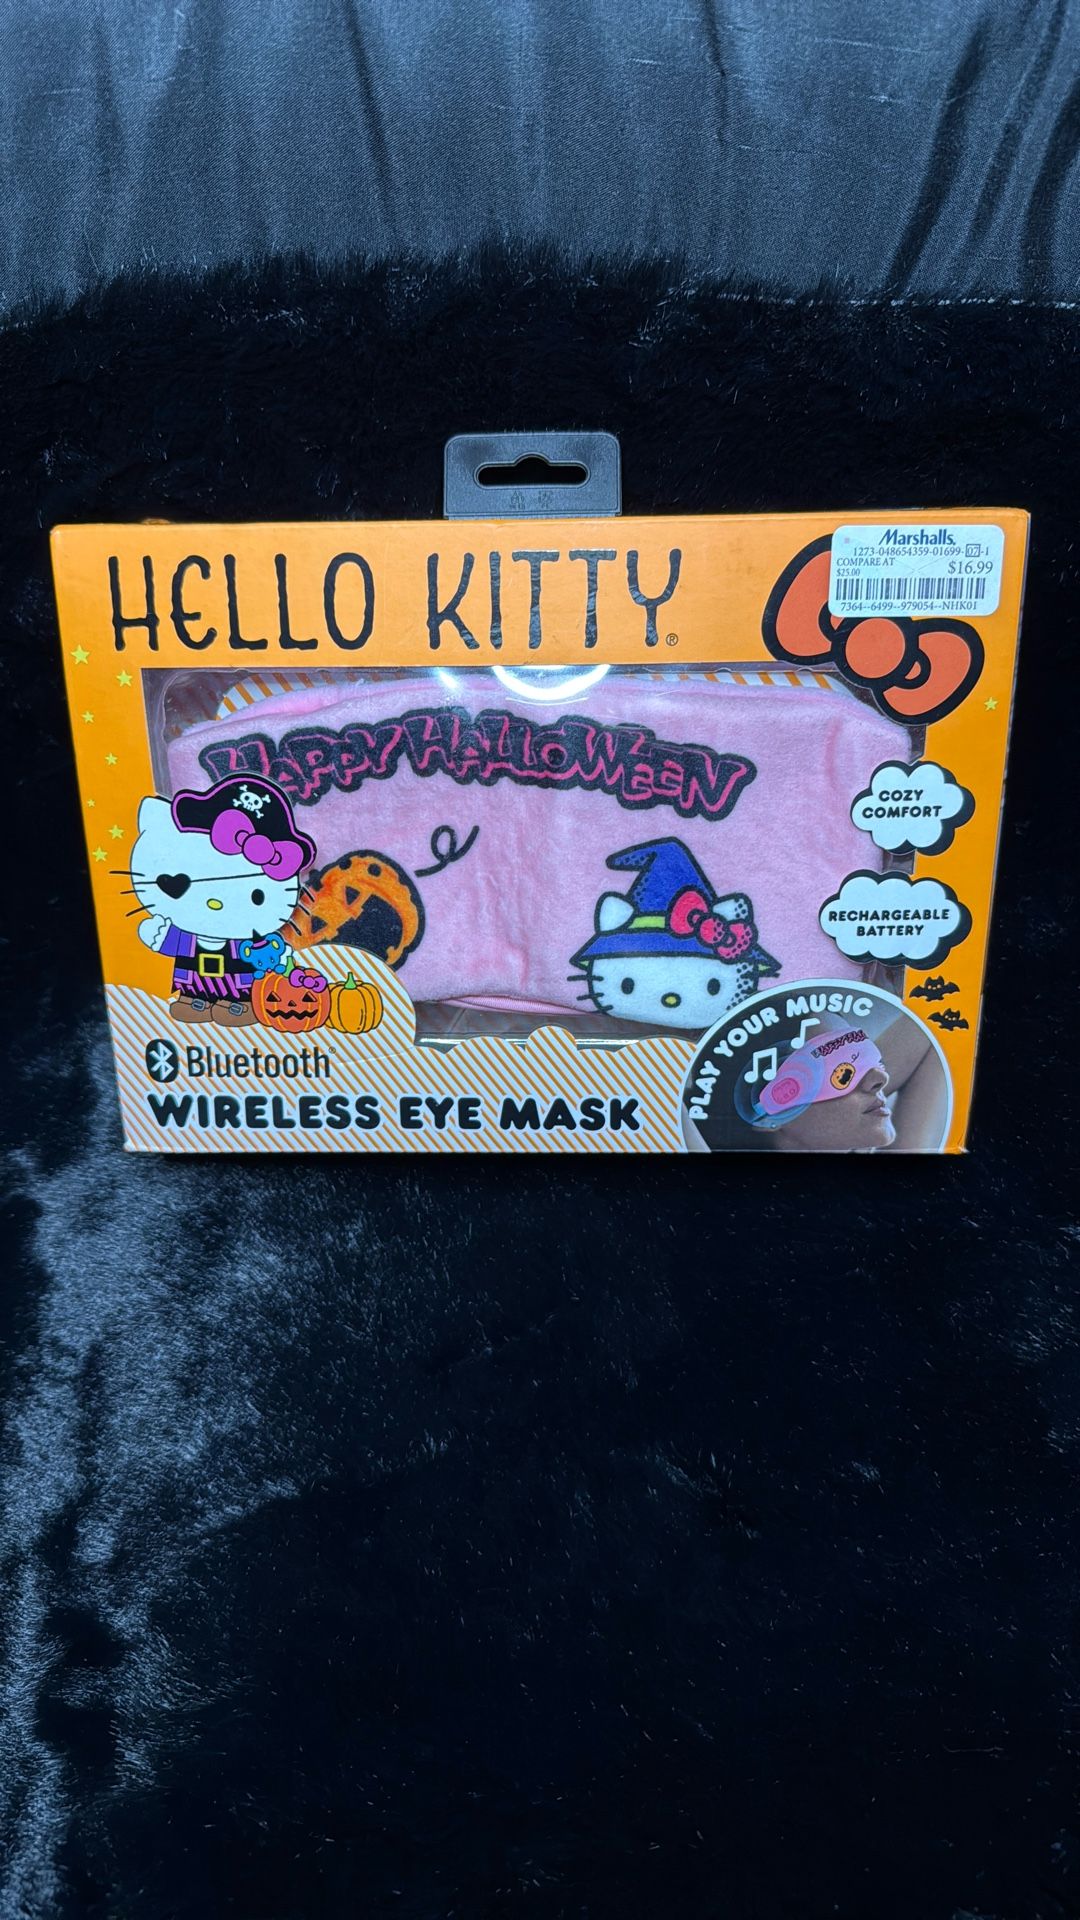 HELLO KITTY®
Marshalls.
1273-048654359-01699-07-1
COMPARE AT
$25.00
$16.99
7364--6499--979054--NHK01
HAPPY HALLOWEEN
COZY
COMFORT
RECHARGEABLE
BATTERY
PLAY YOUR MUSIC
Bluetooth®
WIRELESS EYE MASK